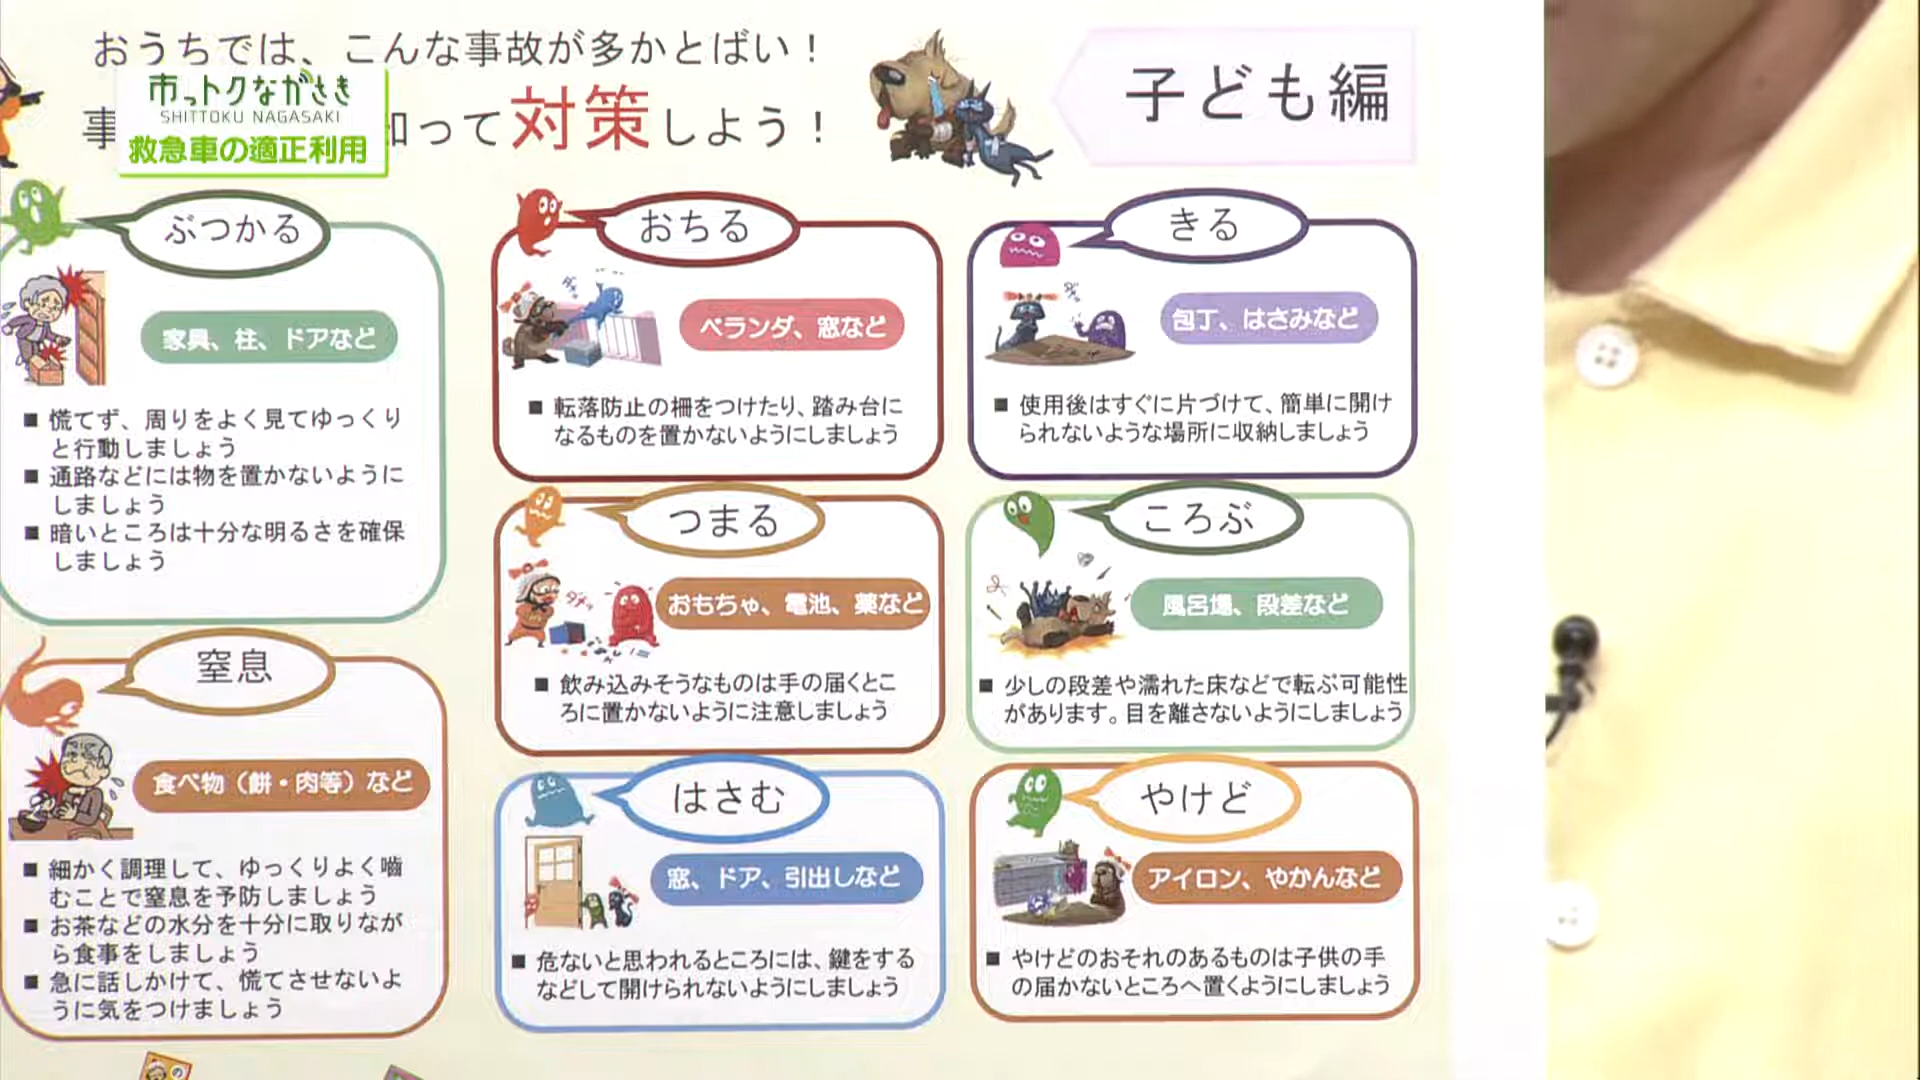 おうちでは、こんな事故が多かとばい！
事
知って対策しよう！
市っトクながさき
SHITTOKU NAGASAKI
救急車の適正利用
子ども編
ぶつかる
家具、柱、ドアなど
■ 慌てず、周りをよく見てゆっくり
と行動しましょう
■ 通路などには物を置かないように
しましょう
■ 暗いところは十分な明るさを確保
しましょう
窒息
食べ物（餅・肉等）など
■ 細かく調理して、ゆっくりよく嚙
むことで窒息を予防しましょう
■ お茶などの水分を十分に取りなが
ら食事をしましょう
■ 急に話しかけて、慌てさせないよ
うに気をつけましょう
おちる
ベランダ、窓など
■ 転落防止の柵をつけたり、踏み台に
なるものを置かないようにしましょう
きる
包丁、はさみなど
■ 使用後はすぐに片づけて、簡単に開け
られないような場所に収納しましょう
つまる
おもちゃ、電池、薬など
■ 飲み込みそうなものは手の届くとこ
ろに置かないように注意しましょう
ころぶ
風呂場、段差など
■ 少しの段差や濡れた床などで転ぶ可能性
があります。目を離さないようにしましょう
はさむ
窓、ドア、引出しなど
■ 危ないと思われるところには、鍵をする
などして開けられないようにしましょう
やけど
アイロン、やかんなど
■ やけどのおそれのあるものは子供の手
の届かないところへ置くようにしましょう